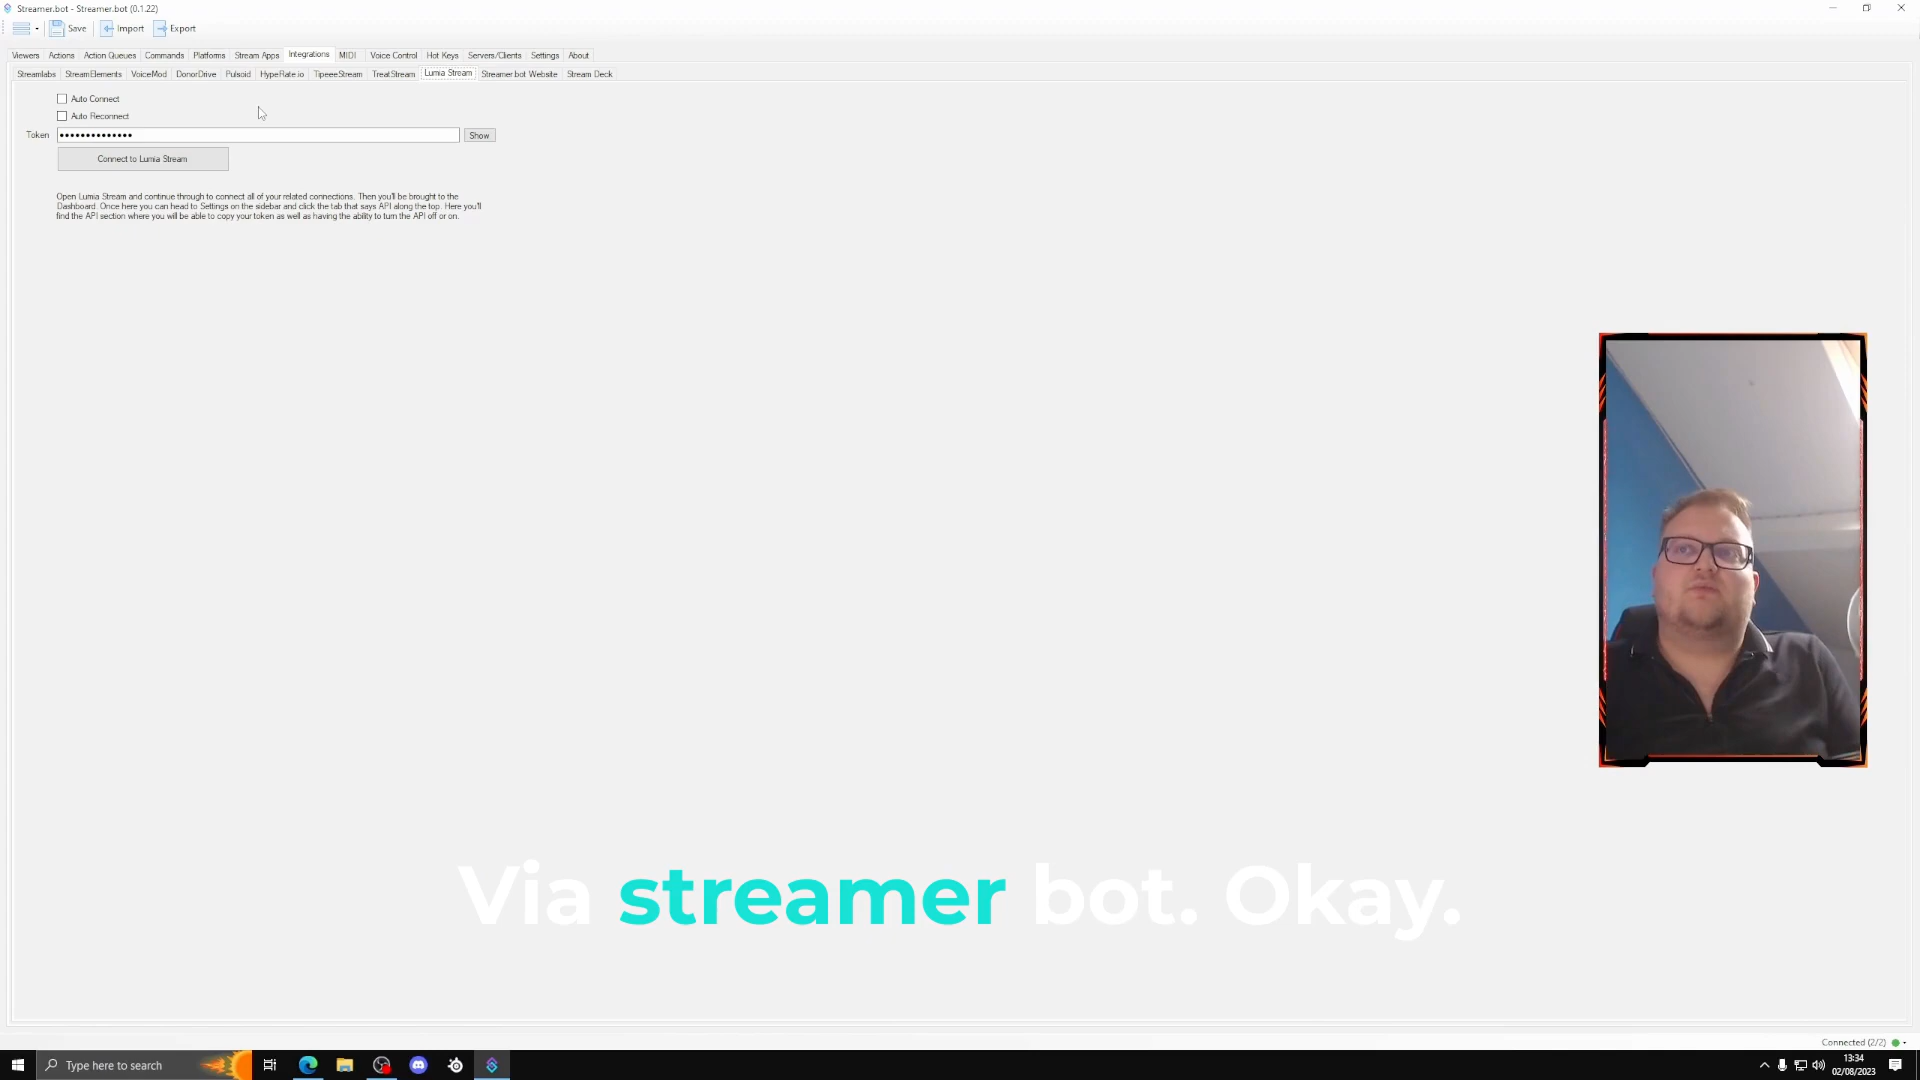 Streamer.bot - Streamer.bot (0.1.22)
Save Import Export
Viewers Actions Action Queues Commands Platforms Stream Apps Integrations MIDI Voice Control Hot Keys Servers/Clients Settings About
Streamlabs StreamElements VoiceMod DonorDrive Pulsoid HypeRate.io TipeeeStream TreatStream Lumia Stream Streamer.bot Website Stream Deck
Auto Connect
Auto Reconnect
Token •••••••••••••• Show
Connect to Lumia Stream
Open Lumia Stream and continue through to connect all of your related connections. Then you'll be brought to the
Dashboard. Once here you can head to Settings on the sidebar and click the tab that says API along the top. Here you'll
find the API section where you will be able to copy your token as well as having the ability to turn the API off or on.
Via streamer bot. Okay.
Connected (2/2)
Type here to search
13:34
02/08/2023